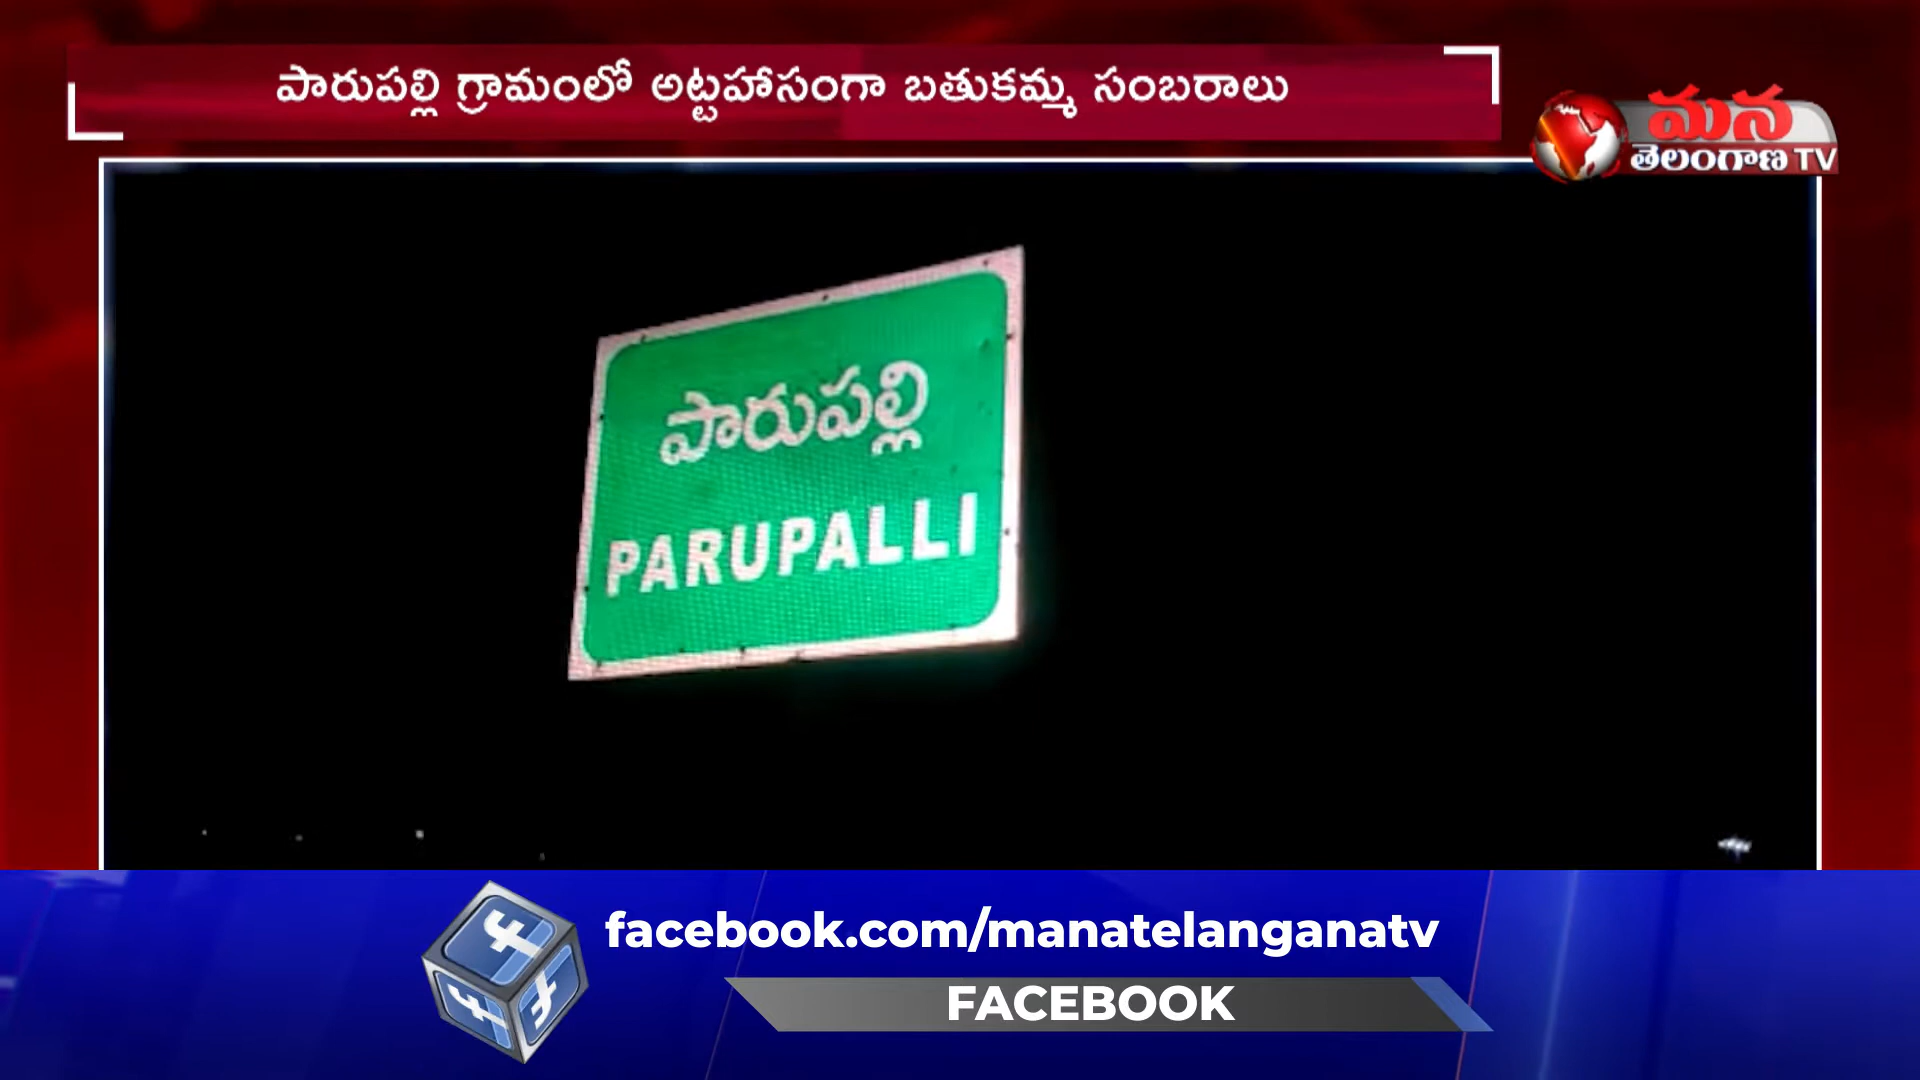 పారుపల్లి గ్రామంలో అట్టహాసంగా బతుకమ్మ సంబరాలు
మన
తెలంగాణ TV
పారుపల్లి
PARUPALLI
facebook.com/manatelanganatv
FACEBOOK